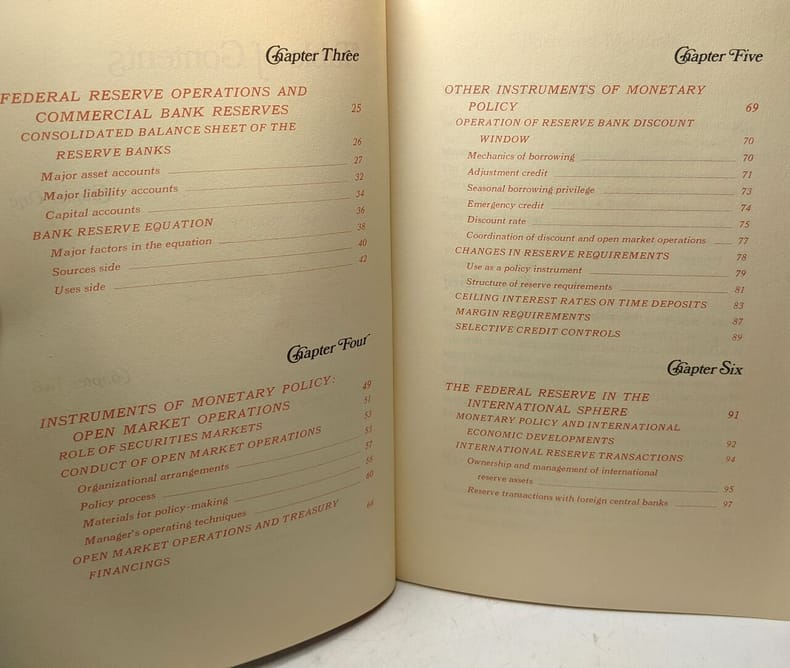 Chapter Three
FEDERAL RESERVE OPERATIONS AND
COMMERCIAL BANK RESERVES 25
CONSOLIDATED BALANCE SHEET OF THE
RESERVE BANKS 26
Major asset accounts 27
Major liability accounts 32
Capital accounts 34
BANK RESERVE EQUATION 36
Major factors in the equation 38
Sources side 40
Uses side 42
Chapter Four
INSTRUMENTS OF MONETARY POLICY:
OPEN MARKET OPERATIONS 49
ROLE OF SECURITIES MARKETS 51
CONDUCT OF OPEN MARKET OPERATIONS 53
Organizational arrangements 53
Policy process 57
Materials for policy-making 58
Manager's operating techniques 60
OPEN MARKET OPERATIONS AND TREASURY
FINANCINGS 66
Chapter Five
OTHER INSTRUMENTS OF MONETARY
POLICY 69
OPERATION OF RESERVE BANK DISCOUNT
WINDOW 70
Mechanics of borrowing 70
Adjustment credit 71
Seasonal borrowing privilege 73
Emergency credit 74
Discount rate 75
Coordination of discount and open market operations 77
CHANGES IN RESERVE REQUIREMENTS 78
Use as a policy instrument 79
Structure of reserve requirements 81
CEILING INTEREST RATES ON TIME DEPOSITS 83
MARGIN REQUIREMENTS 87
SELECTIVE CREDIT CONTROLS 89
Chapter Six
THE FEDERAL RESERVE IN THE
INTERNATIONAL SPHERE 91
MONETARY POLICY AND INTERNATIONAL
ECONOMIC DEVELOPMENTS 92
INTERNATIONAL RESERVE TRANSACTIONS 94
Ownership and management of international
reserve assets 95
Reserve transactions with foreign central banks 97